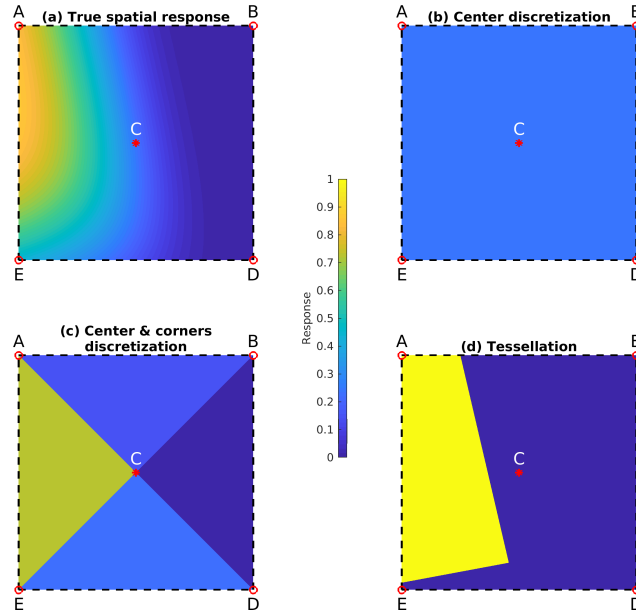 A
B
(a) True spatial response
C
E
D
A
B
(b) Center discretization
C
E
D
1
0.9
0.8
0.7
0.6
0.5
0.4
0.3
0.2
0.1
0
Response
(c) Center & corners
discretization
A
B
C
E
D
A
B
(d) Tessellation
C
E
D